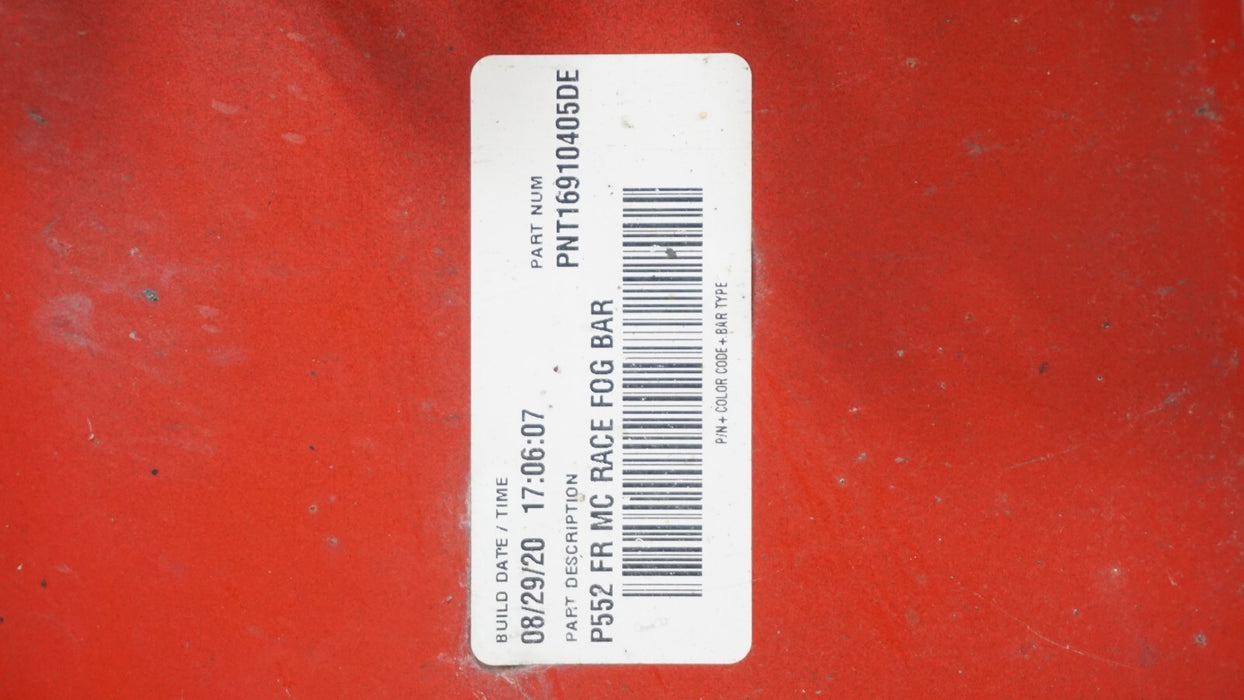 BUILD DATE / TIME
08/29/20 17:06:07
PART NUM
PNT16910405DE
PART DESCRIPTION
P552 FR MC RACE FOG BAR
P/N+COLOR CODE+BAR TYPE